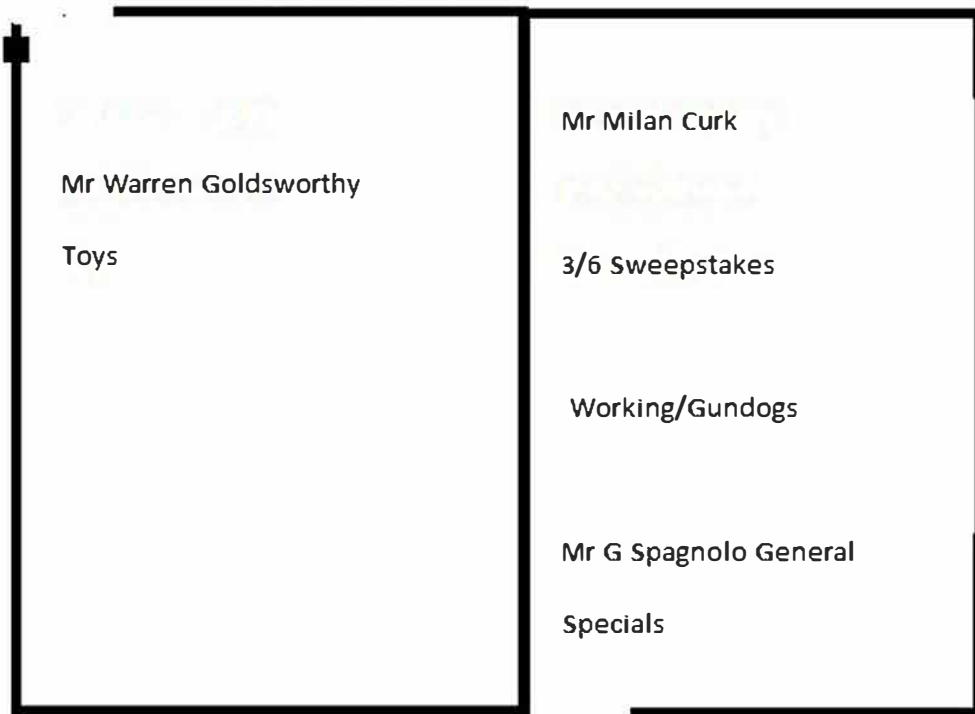 Mr Warren Goldsworthy
Toys
Mr Milan Curk
3/6 Sweepstakes
Working/Gundogs
Mr G Spagnolo General
Specials